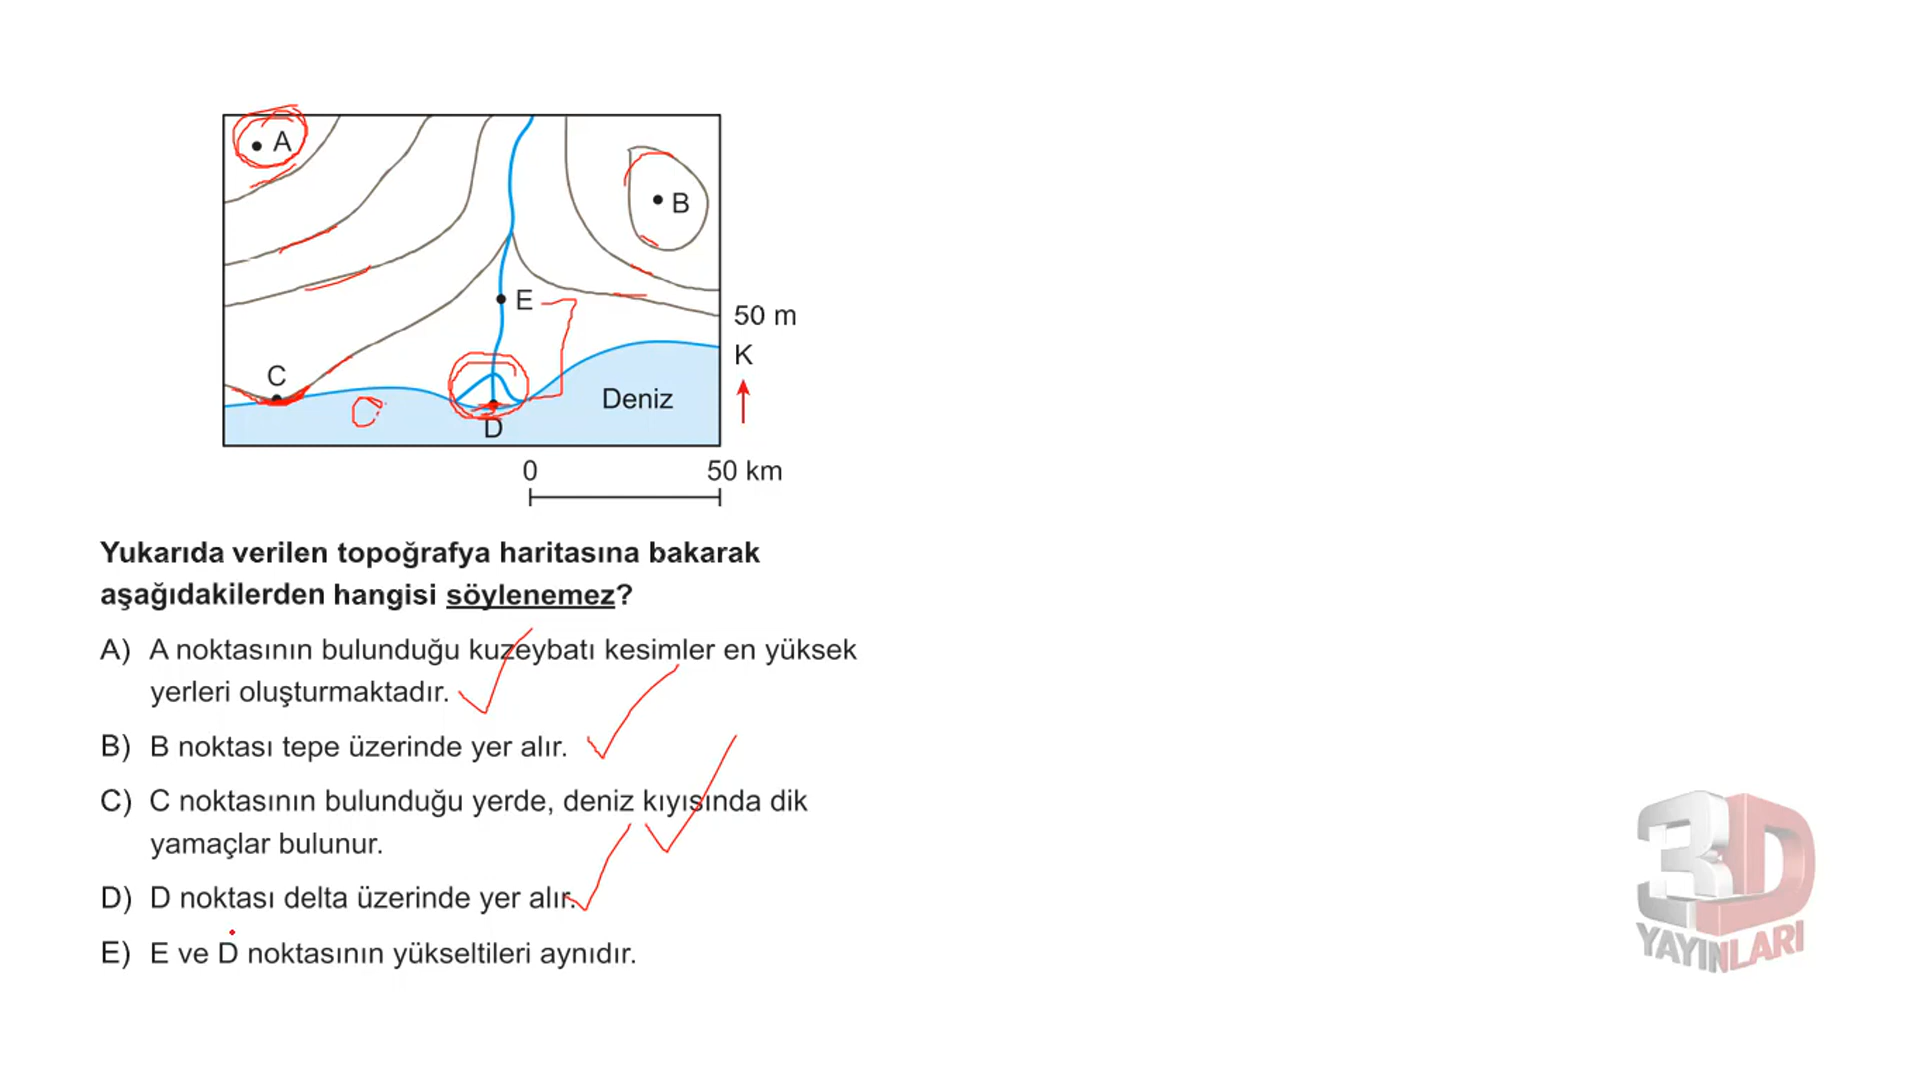 A
B
E
50 m
K
C
Deniz
D
0 50 km
Yukarıda verilen topoğrafya haritasına bakarak
aşağıdakilerden hangisi söylenemez?
A) A noktasının bulunduğu kuzeybatı kesimler en yüksek
yerleri oluşturmaktadır.
B) B noktası tepe üzerinde yer alır.
C) C noktasının bulunduğu yerde, deniz kıyısında dik
yamaçlar bulunur.
D) D noktası delta üzerinde yer alır.
E) E ve D noktasının yükseltileri aynıdır.
3D
YAYINLARI